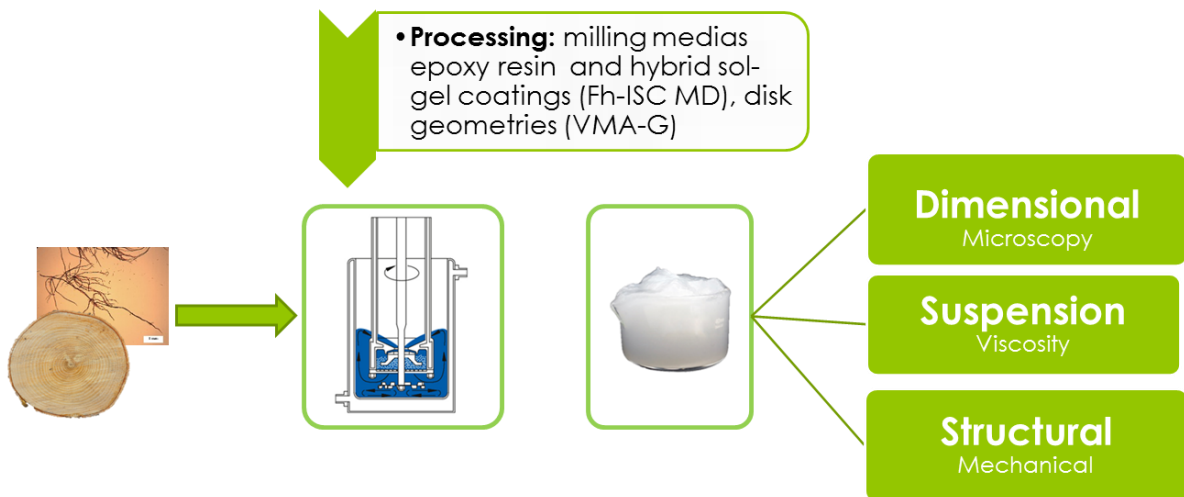 •Processing: milling medias
epoxy resin and hybrid sol-
gel coatings (Fh-ISC MD), disk
geometries (VMA-G)
Dimensional
Microscopy
Suspension
Viscosity
Structural
Mechanical